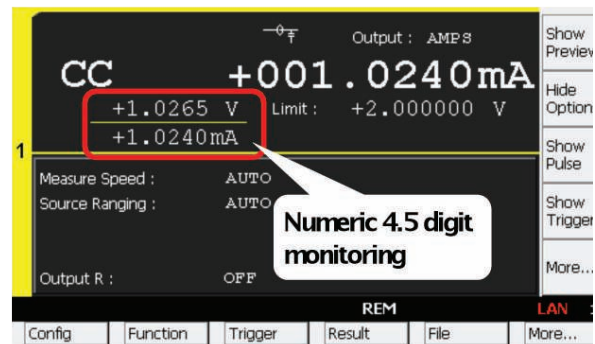 Output : AMPS
CC +001.0240mA
+1.0265 V Limit : +2.000000 V
+1.0240mA
1
Measure Speed : AUTO
Source Ranging : AUTO
Numeric 4.5 digit
monitoring
Output R : OFF
Show
Preview
Hide
Option
Show
Pulse
Show
Trigger
More...
REM LAN
Config Function Trigger Result File More...